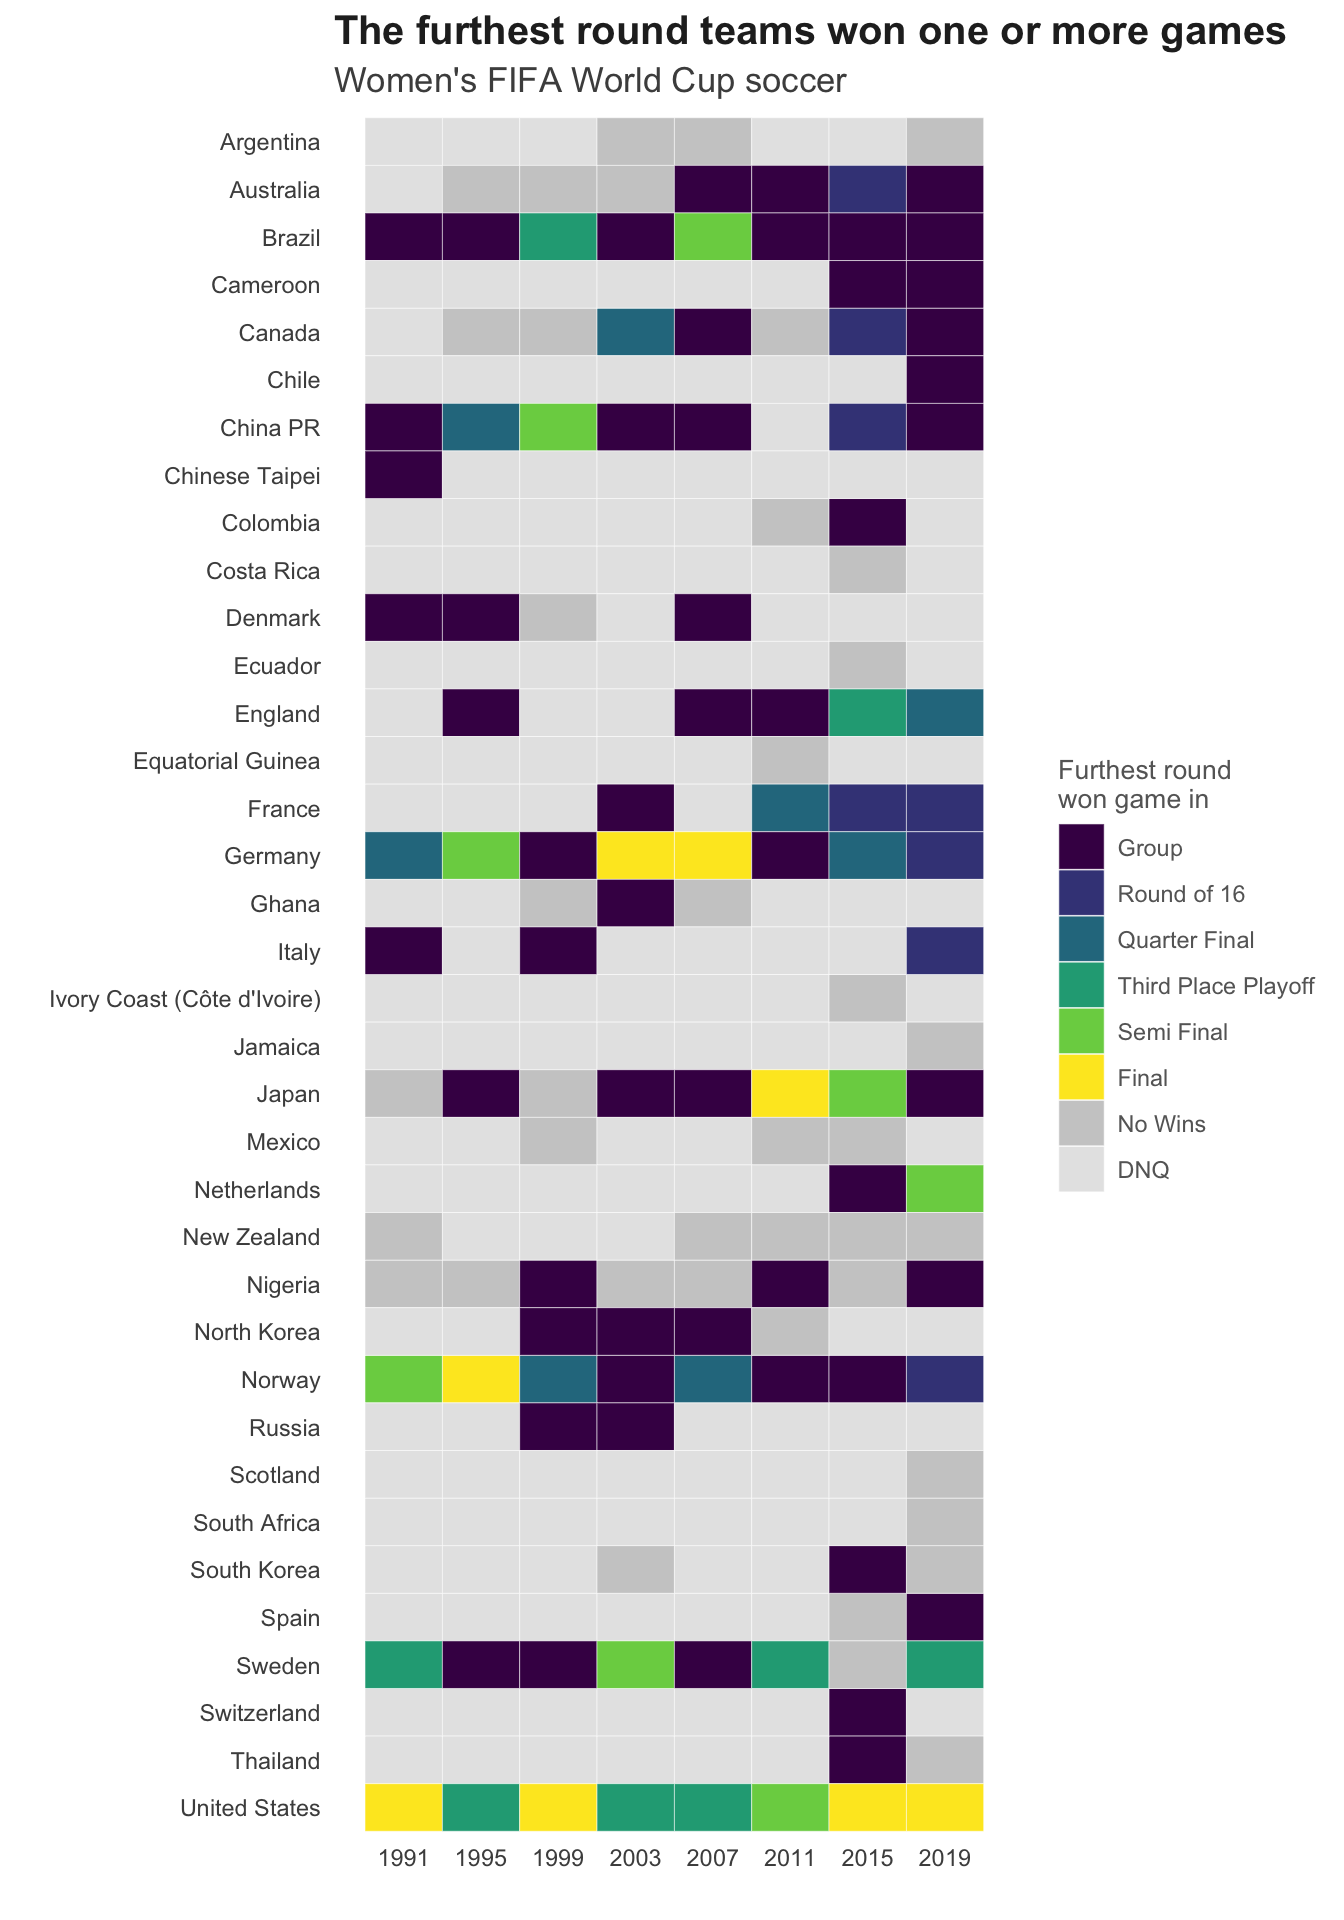 The furthest round teams won one or more games
Women's FIFA World Cup soccer
Argentina
Australia
Brazil
Cameroon
Canada
Chile
China PR
Chinese Taipei
Colombia
Costa Rica
Denmark
Ecuador
England
Equatorial Guinea
France
Germany
Ghana
Italy
Ivory Coast (Côte d'Ivoire)
Jamaica
Japan
Mexico
Netherlands
New Zealand
Nigeria
North Korea
Norway
Russia
Scotland
South Africa
South Korea
Spain
Sweden
Switzerland
Thailand
United States
1991 1995 1999 2003 2007 2011 2015 2019
Furthest round
won game in
Group
Round of 16
Quarter Final
Third Place Playoff
Semi Final
Final
No Wins
DNQ